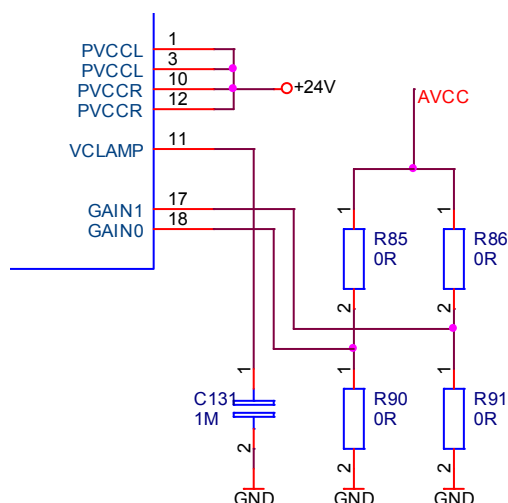 PVCCL 1
PVCCL 3
PVCCR 10
PVCCR 12
+24V
AVCC
VCLAMP 11
GAIN1 17
GAIN0 18
1 1
R85 R86
0R 0R
2 2
1 1 1
C131 R90 R91
1M 0R 0R
2 2 2
GND GND GND